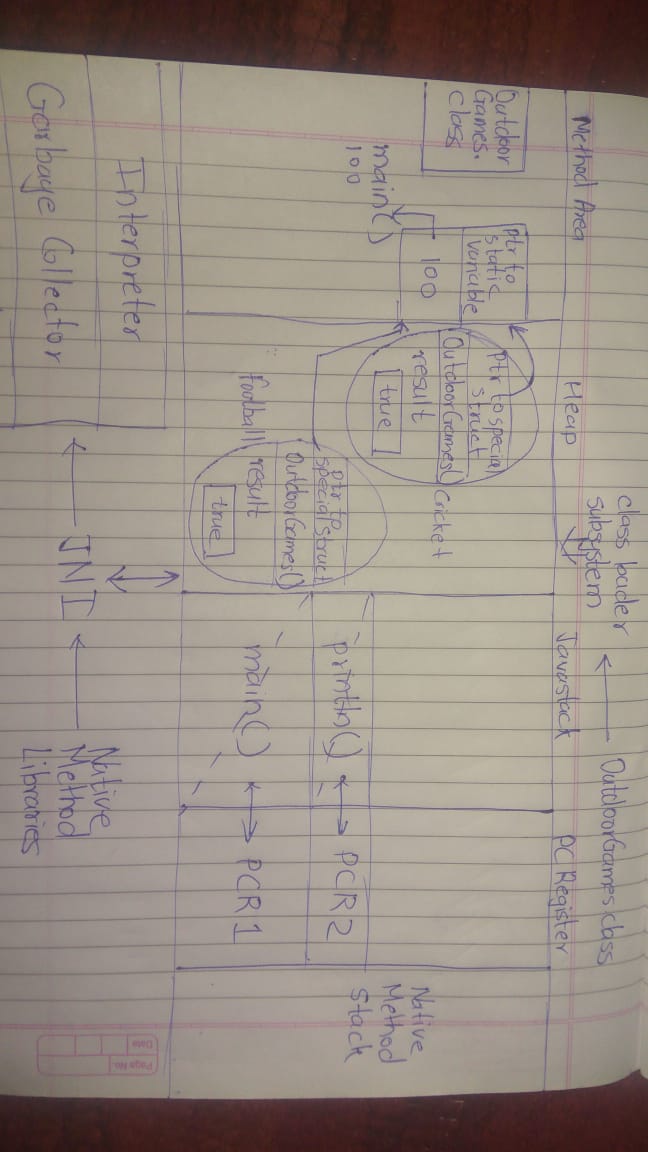 class loader
subsystem
OutdoorGames class
Method Area
Heap
Javastack
PC Register
Native
Method
Stack
Outdoor
Games.
class
Ptr to
static
variable
100
main()
100
Ptr to special
struct
OutdoorGames()
result
true
Cricket
ptr to
special struct
OutdoorGames()
result
true
football
println()
PCR2
main()
PCR1
Interpreter
Garbage Collector
JNI
Native
Method
Libraries
Date
Page No.